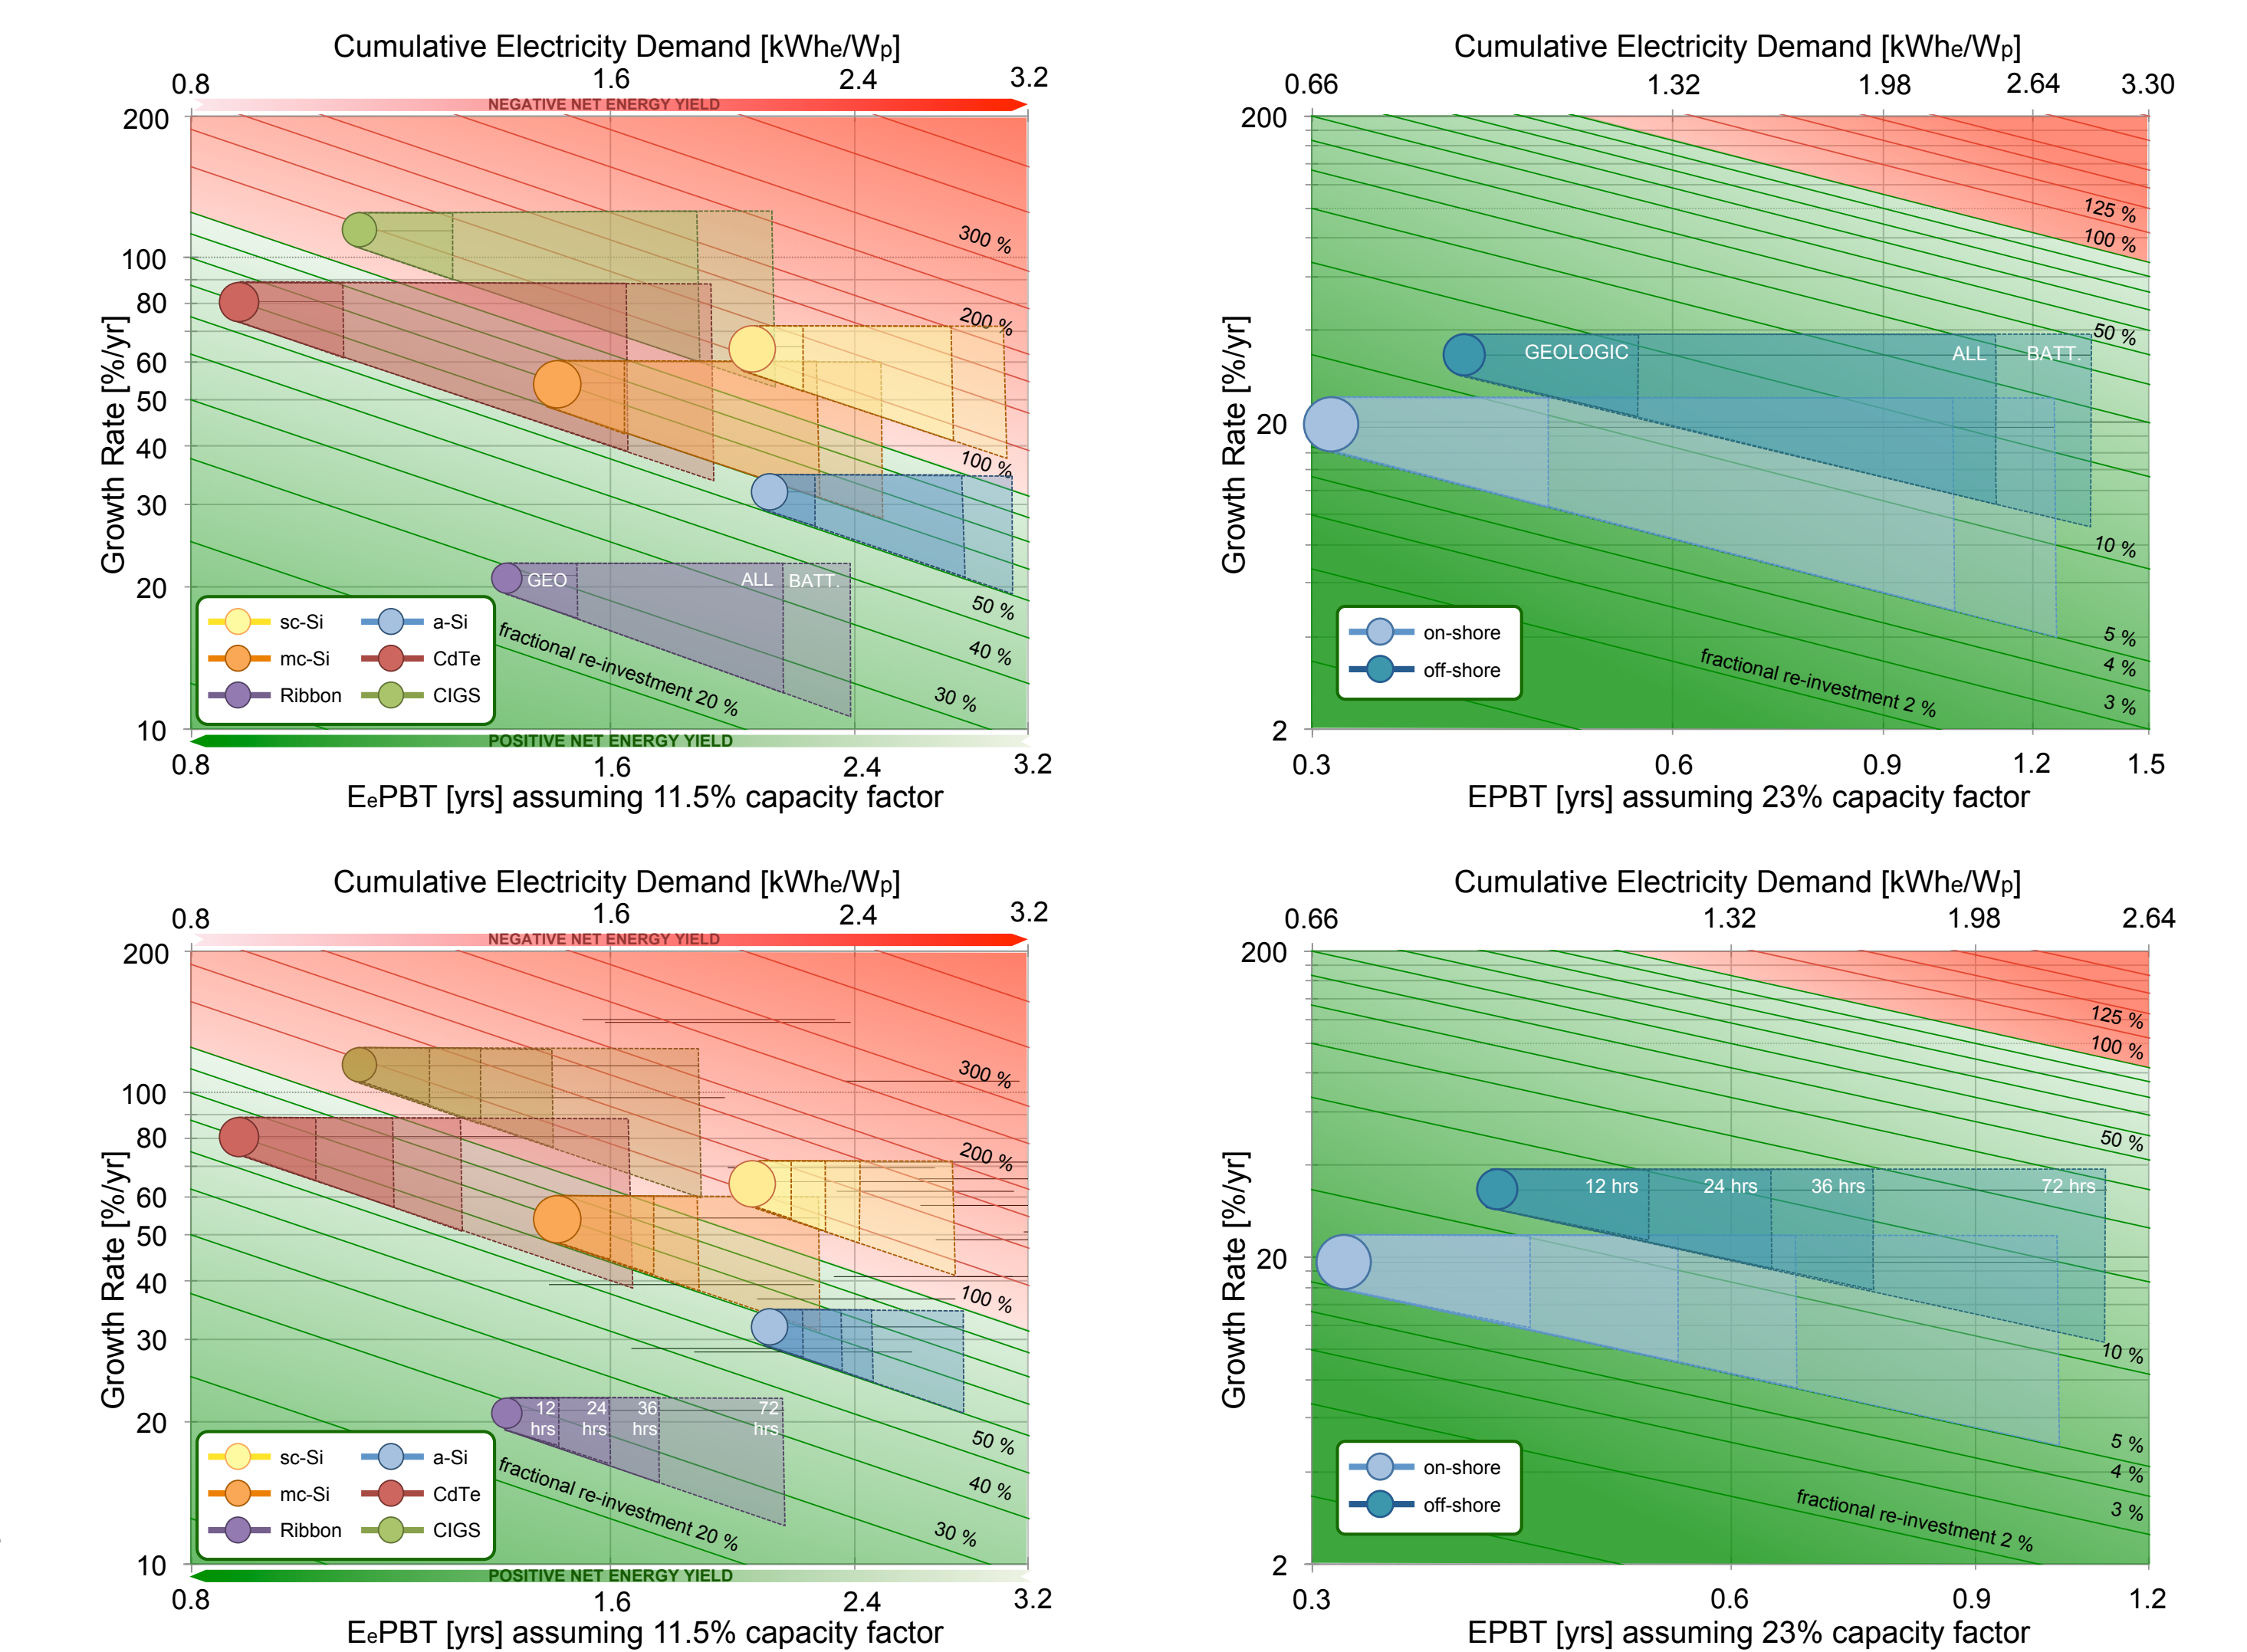 Cumulative Electricity Demand [kWhe/Wp]
0.8 1.6 2.4 3.2
NEGATIVE NET ENERGY YIELD
200
100
80
60
50
40
30
20
10
Growth Rate [%/yr]
300 %
200 %
100 %
50 %
40 %
30 %
fractional re-investment 20 %
GEO ALL BATT.
sc-Si a-Si
mc-Si CdTe
Ribbon CIGS
POSITIVE NET ENERGY YIELD
0.8 1.6 2.4 3.2
EePBT [yrs] assuming 11.5% capacity factor
Cumulative Electricity Demand [kWhe/Wp]
0.66 1.32 1.98 2.64 3.30
200
20
2
Growth Rate [%/yr]
125 %
100 %
50 %
10 %
5 %
4 %
3 %
fractional re-investment 2 %
GEOLOGIC ALL BATT.
on-shore
off-shore
0.3 0.6 0.9 1.2 1.5
EPBT [yrs] assuming 23% capacity factor
Cumulative Electricity Demand [kWhe/Wp]
0.8 1.6 2.4 3.2
NEGATIVE NET ENERGY YIELD
200
100
80
60
50
40
30
20
10
Growth Rate [%/yr]
300 %
200 %
100 %
50 %
40 %
30 %
fractional re-investment 20 %
12 24 36 72
hrs hrs hrs hrs
sc-Si a-Si
mc-Si CdTe
Ribbon CIGS
POSITIVE NET ENERGY YIELD
0.8 1.6 2.4 3.2
EePBT [yrs] assuming 11.5% capacity factor
Cumulative Electricity Demand [kWhe/Wp]
0.66 1.32 1.98 2.64
200
20
2
Growth Rate [%/yr]
125 %
100 %
50 %
10 %
5 %
4 %
3 %
fractional re-investment 2 %
12 hrs 24 hrs 36 hrs 72 hrs
on-shore
off-shore
0.3 0.6 0.9 1.2
EPBT [yrs] assuming 23% capacity factor